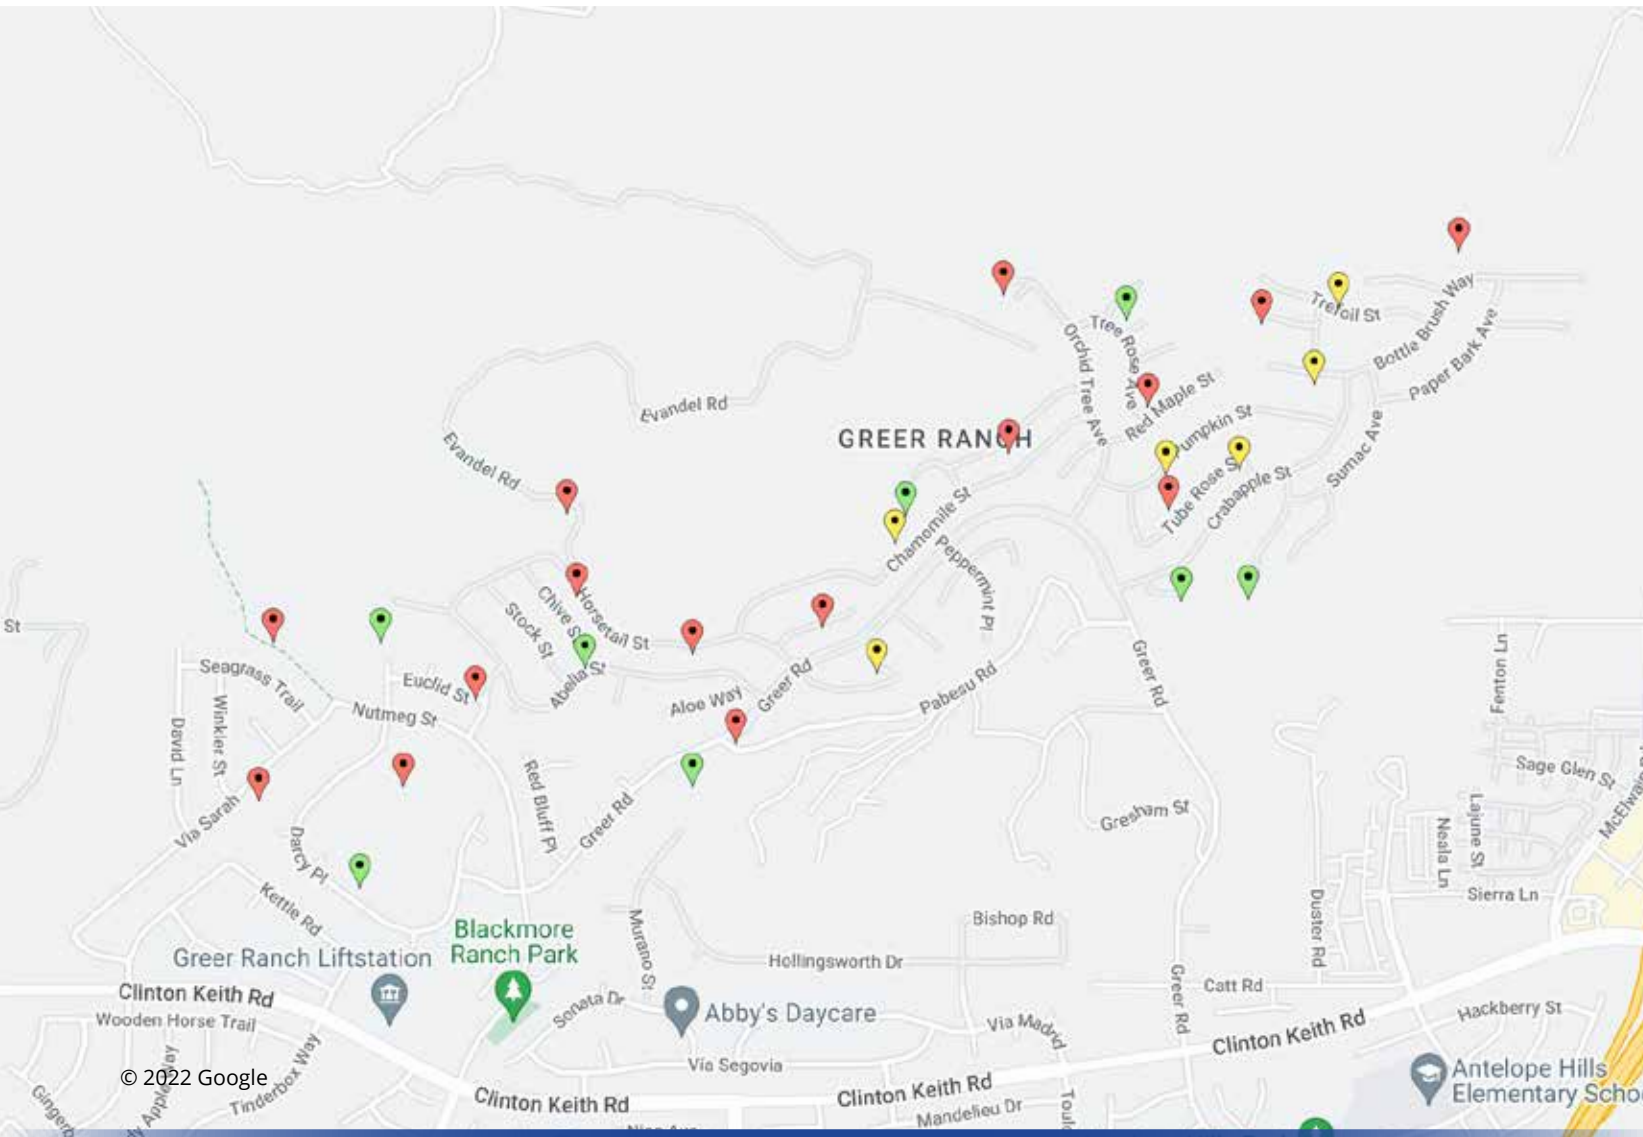 Trefoil St
Bottle Brush Way
Tree Rose Ave
Orchid Tree Ave
Paper Bark Ave
Red Maple St
Evandel Rd
Pumpkin St
GREER RANCH
Sumac Ave
Evandel Rd
Tube Rose St
Crabapple St
Chamomile St
Peppermint Pl
Chive St
Horsetail St
Stock St
St
Greer Rd
Fenton Ln
Seagrass Trail
Euclid St
Abelia St
Aloe Way
Greer Rd
Pabesu Rd
Winkler St
Nutmeg St
David Ln
Sage Glen St
Red Bluff Pl
Via Sarah
Greer Rd
Gresham St
Lajune St
Neala Ln
Darcy Pl
Kettle Rd
Sierra Ln
Duster Rd
Murano St
Bishop Rd
Blackmore
Ranch Park
Greer Ranch Liftstation
Hollingsworth Dr
Clinton Keith Rd
Sonata Dr
Greer Rd
Catt Rd
Wooden Horse Trail
Abby's Daycare
Via Madrid
Hackberry St
Clinton Keith Rd
Via Segovia
© 2022 Google
Tinderbox Way
Antelope Hills
Elementary Schoo
Clinton Keith Rd
Clinton Keith Rd
Mandelieu Dr